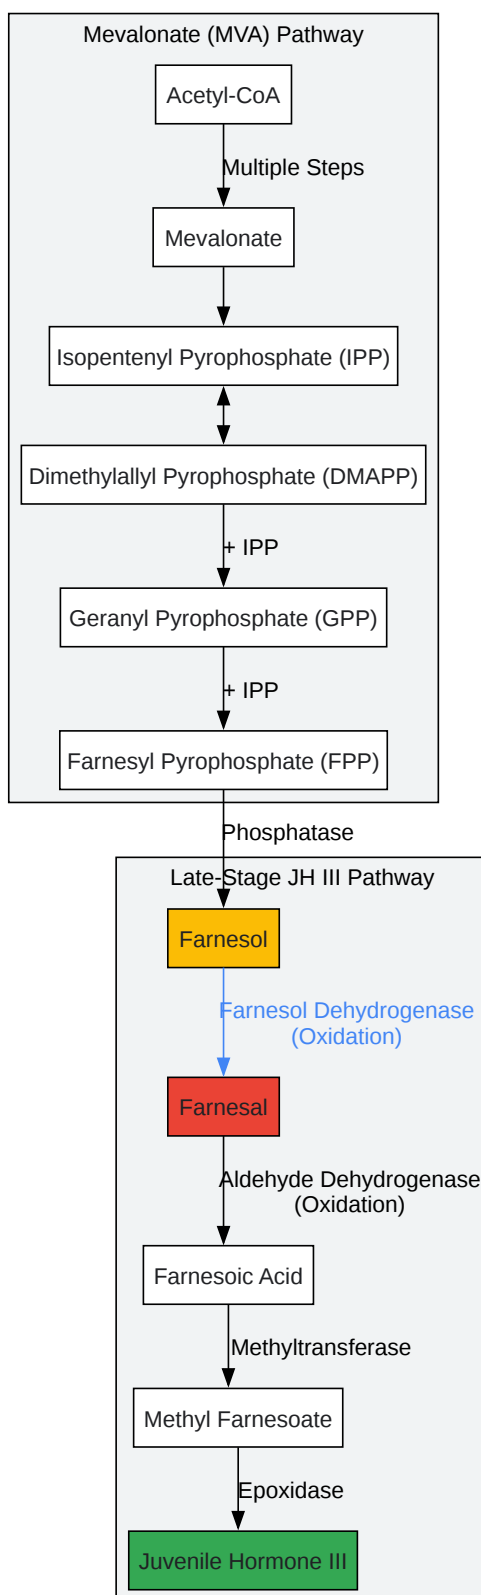 Mevalonate (MVA) Pathway
Acetyl-CoA
Multiple Steps
Mevalonate
Isopentenyl Pyrophosphate (IPP)
Dimethylallyl Pyrophosphate (DMAPP)
+ IPP
Geranyl Pyrophosphate (GPP)
+ IPP
Farnesyl Pyrophosphate (FPP)
Phosphatase
Late-Stage JH III Pathway
Farnesol
Farnesol Dehydrogenase
(Oxidation)
Farnesal
Aldehyde Dehydrogenase
(Oxidation)
Farnesoic Acid
Methyltransferase
Methyl Farnesoate
Epoxidase
Juvenile Hormone III